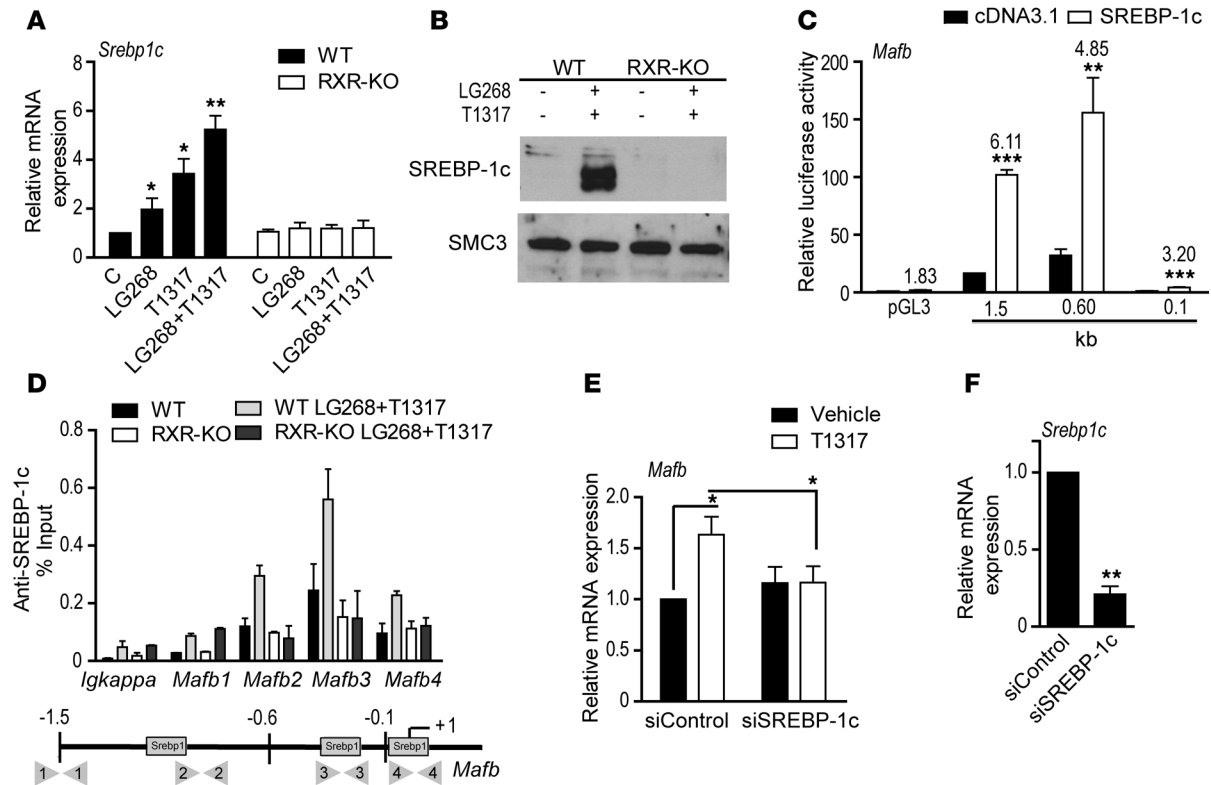 A
Srebp1c
WT
RXR-KO
Relative mRNA
expression
8
6
4
2
0
*
*
**
C
LG268
T1317
LG268+T1317
C
LG268
T1317
LG268+T1317
B
WT RXR-KO
LG268 - + - +
T1317 - + - +
SREBP-1c
SMC3
C
cDNA3.1 SREBP-1c
Mafb
Relative luciferase activity
200
150
100
50
0
1.83
6.11
***
4.85
**
3.20
***
pGL3 1.5 0.60 0.1
kb
D
WT WT LG268+T1317
RXR-KO RXR-KO LG268+T1317
Anti-SREBP-1c
% Input
0.8
0.6
0.4
0.2
0
Igkappa Mafb1 Mafb2 Mafb3 Mafb4
-1.5 -0.6 -0.1 +1
Srebp1 Srebp1 Srebp1
1 1 2 2 3 3 4 4 Mafb
E
Vehicle
T1317
Mafb
Relative mRNA expression
2.0
1.5
1.0
0.5
0
*
*
siControl siSREBP-1c
F
Srebp1c
Relative mRNA
expression
1.0
0.5
0
**
siControl
siSREBP-1c